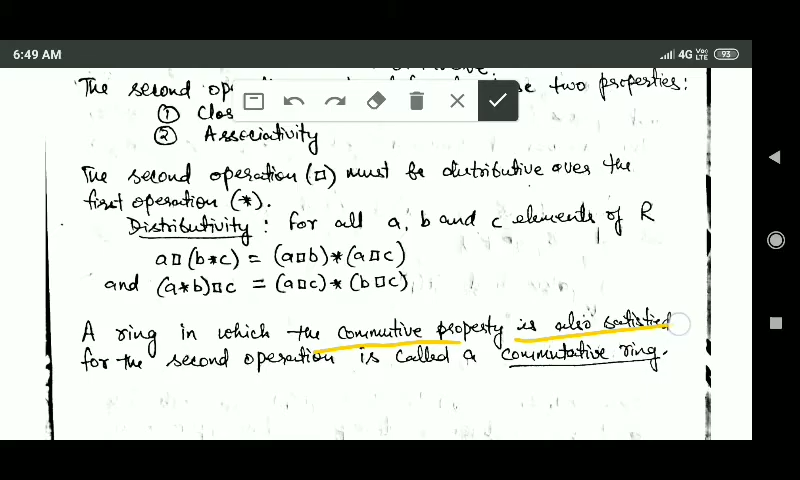 6:49 AM
4G VoLTE 93
The second two properties:
①
② Associativity
The second operation (□) must be distributive over the
first operation (*).
Distributivity : for all a, b and c elements of R
a□(b*c) = (a□b)*(a□c)
and (a*b)□c = (a□c)*(b□c)
A ring in which the commutive property is also satisfied
for the second operation is called a commutative ring.